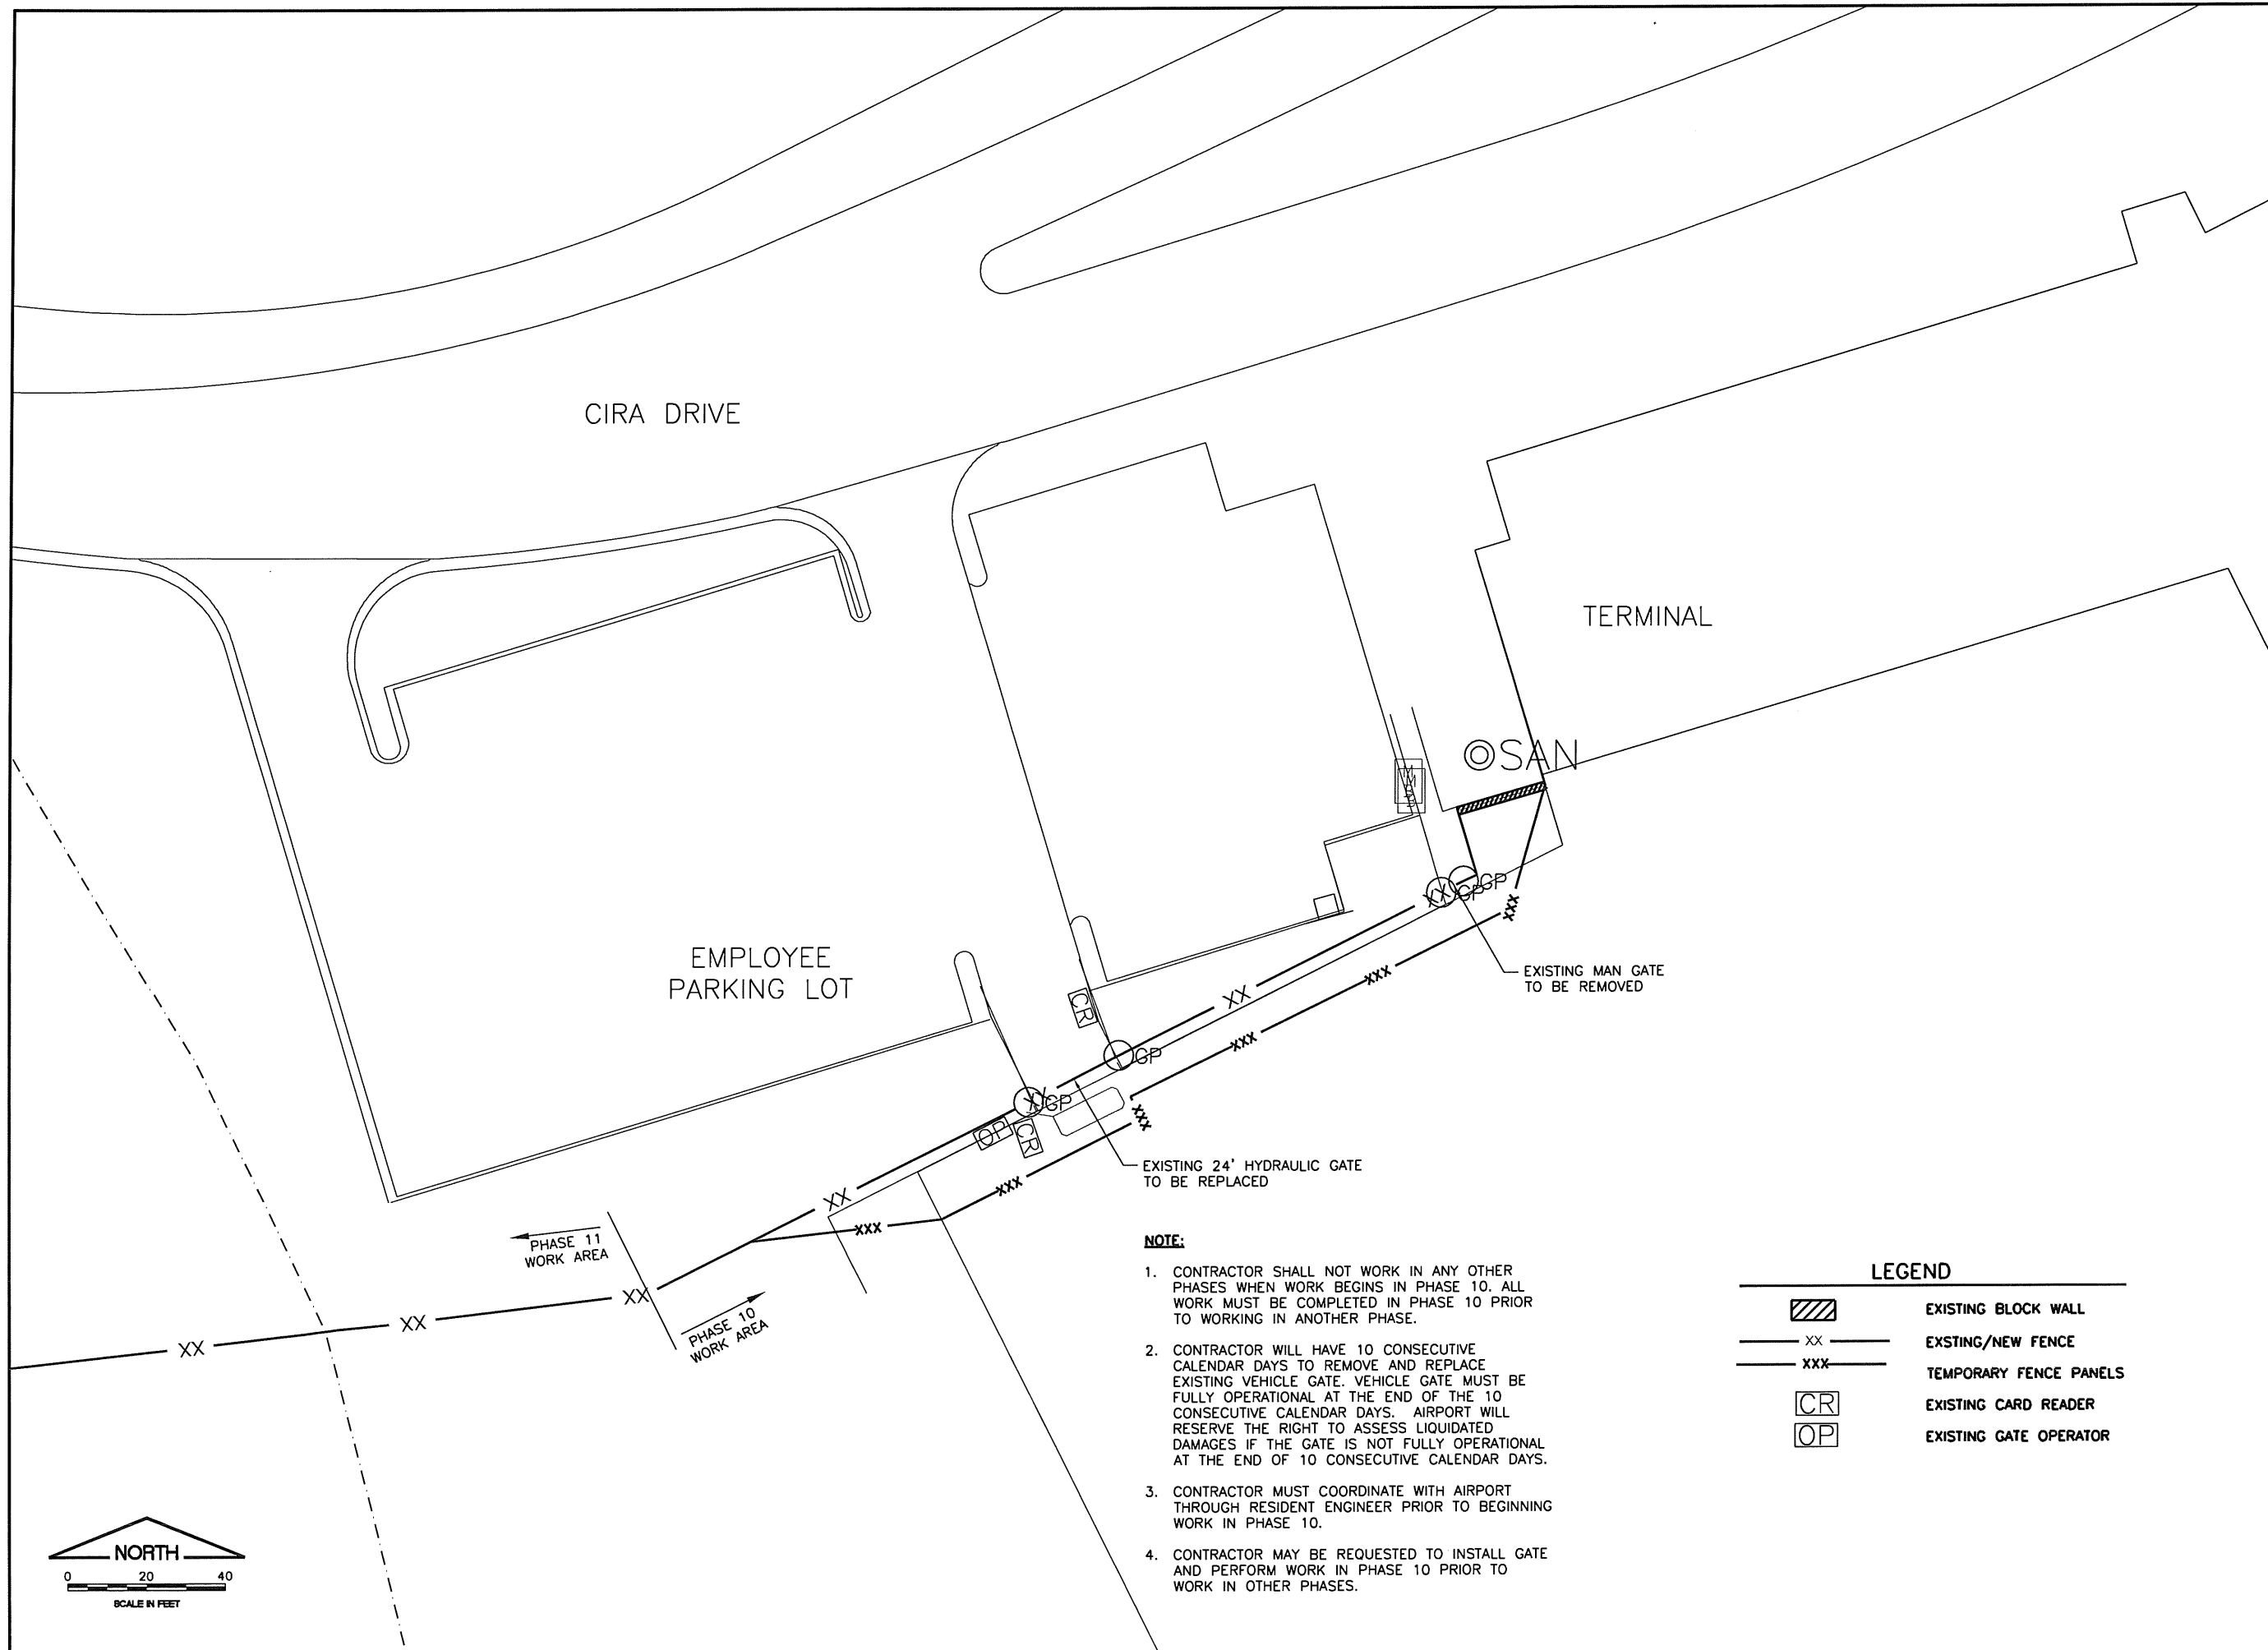 CIRA DRIVE
TERMINAL
SAN
EMPLOYEE
PARKING LOT
CR
XX
GP
GP
XXX
XX
XXX
EXISTING MAN GATE
TO BE REMOVED
XXX
GP
GP
OP
CR
XXX
EXISTING 24' HYDRAULIC GATE
TO BE REPLACED
XXX
XX
XXX
PHASE 11
WORK AREA
XX
XX
XX
PHASE 10
WORK AREA
NOTE:
1. CONTRACTOR SHALL NOT WORK IN ANY OTHER
PHASES WHEN WORK BEGINS IN PHASE 10. ALL
WORK MUST BE COMPLETED IN PHASE 10 PRIOR
TO WORKING IN ANOTHER PHASE.
2. CONTRACTOR WILL HAVE 10 CONSECUTIVE
CALENDAR DAYS TO REMOVE AND REPLACE
EXISTING VEHICLE GATE. VEHICLE GATE MUST BE
FULLY OPERATIONAL AT THE END OF THE 10
CONSECUTIVE CALENDAR DAYS. AIRPORT WILL
RESERVE THE RIGHT TO ASSESS LIQUIDATED
DAMAGES IF THE GATE IS NOT FULLY OPERATIONAL
AT THE END OF 10 CONSECUTIVE CALENDAR DAYS.
3. CONTRACTOR MUST COORDINATE WITH AIRPORT
THROUGH RESIDENT ENGINEER PRIOR TO BEGINNING
WORK IN PHASE 10.
4. CONTRACTOR MAY BE REQUESTED TO INSTALL GATE
AND PERFORM WORK IN PHASE 10 PRIOR TO
WORK IN OTHER PHASES.
LEGEND
EXISTING BLOCK WALL
XX EXSTING/NEW FENCE
XXX TEMPORARY FENCE PANELS
CR EXISTING CARD READER
OP EXISTING GATE OPERATOR
NORTH
0 20 40
SCALE IN FEET